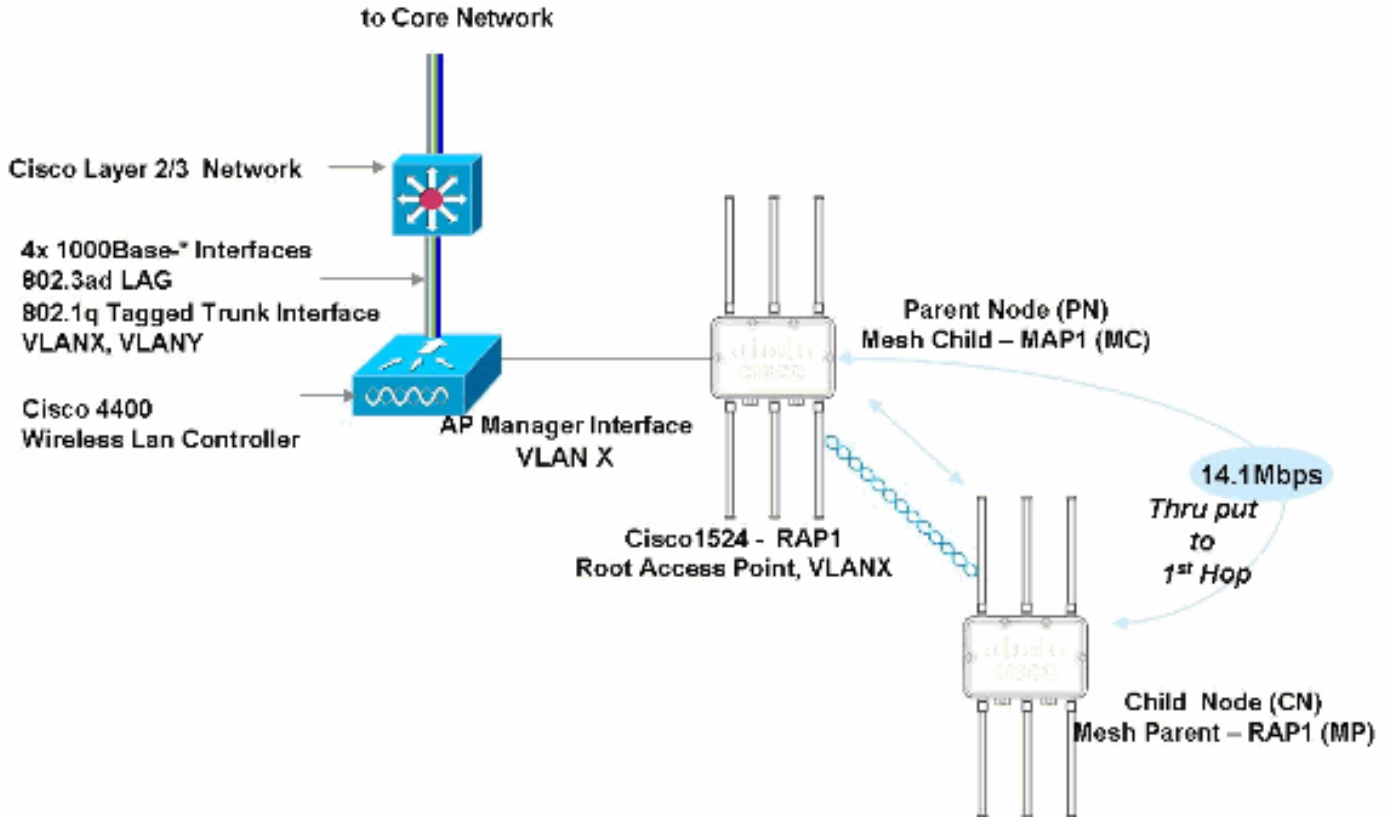 to Core Network
Cisco Layer 2/3 Network
4x 1000Base-* Interfaces
802.3ad LAG
802.1q Tagged Trunk Interface
VLANX, VLANY
Cisco 4400
Wireless Lan Controller
AP Manager Interface
VLAN X
Parent Node (PN)
Mesh Child – MAP1 (MC)
Cisco1524 - RAP1
Root Access Point, VLANX
14.1Mbps
Thru put
to
1st Hop
Child Node (CN)
Mesh Parent – RAP1 (MP)